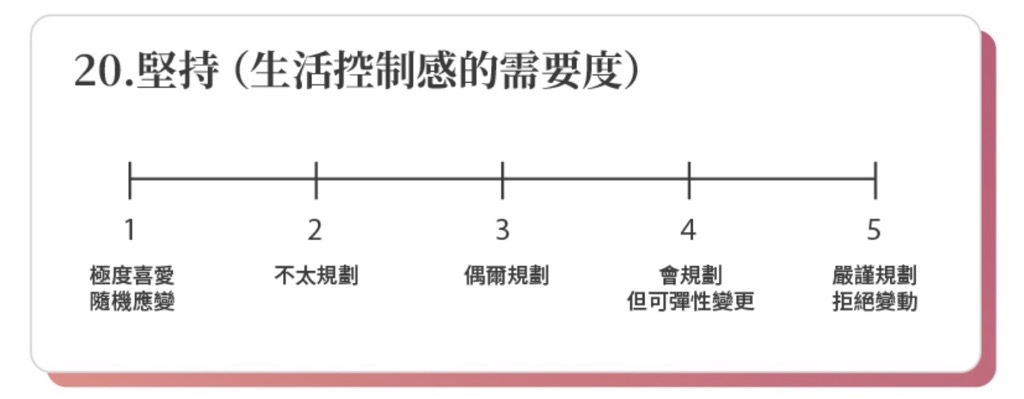 20.堅持（生活控制感的需要度）
1
2
3
4
5
極度喜愛
隨機應變
不太規劃
偶爾規劃
會規劃
但可彈性變更
嚴謹規劃
拒絕變動